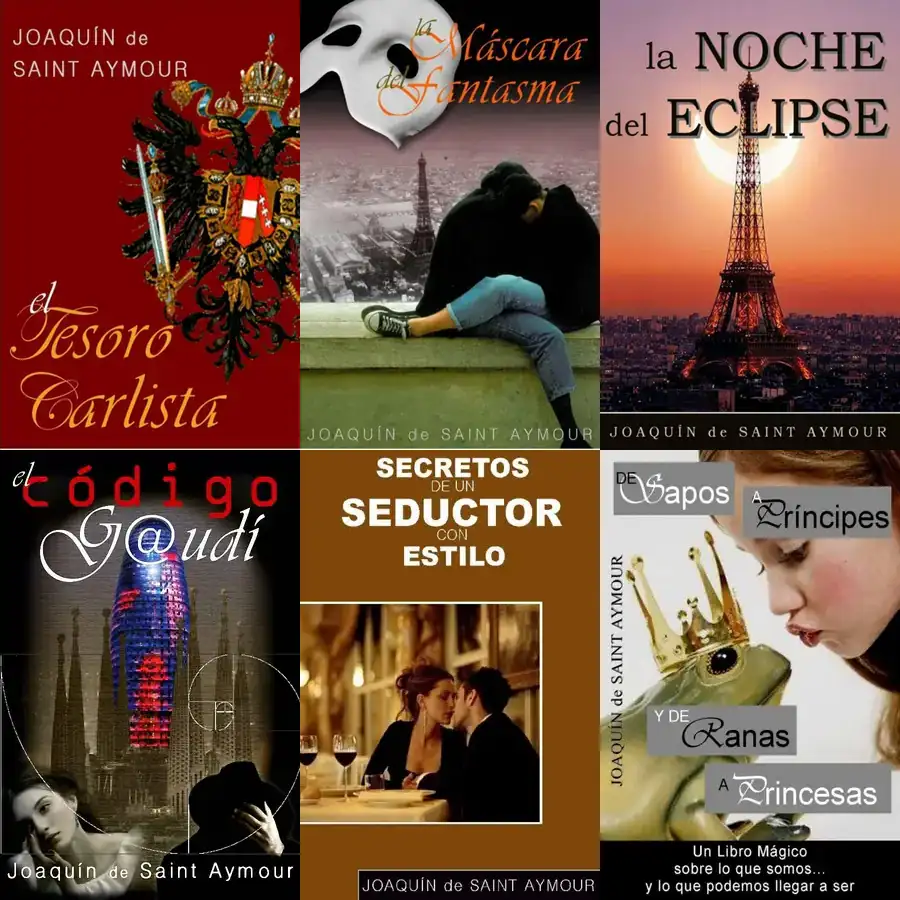 JOAQUÍN de
SAINT AYMOUR
el
Tesoro
Carlista
la
Máscara
del Fantasma
JOAQUÍN de SAINT AYMOUR
la NOCHE
del ECLIPSE
JOAQUÍN de SAINT AYMOUR
el
código
G@udí
Joaquín de Saint Aymour
SECRETOS
DE UN
SEDUCTOR
CON
ESTILO
JOAQUÍN de SAINT AYMOUR
DE Sapos
A Príncipes
JOAQUÍN de SAINT AYMOUR
Y DE
Ranas
A Princesas
Un Libro Mágico
sobre lo que somos...
y lo que podemos llegar a ser